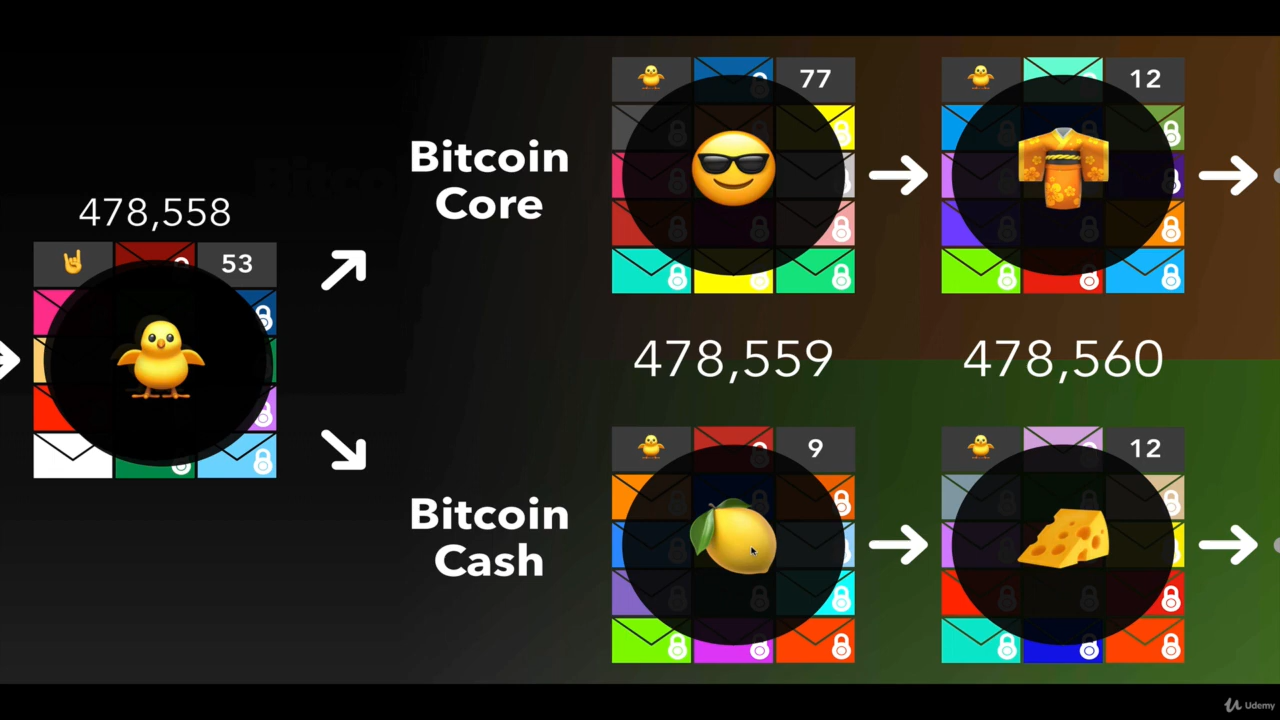 478,558
53
Bitcoin
Core
77
12
478,559
478,560
Bitcoin
Cash
9
12
Udemy